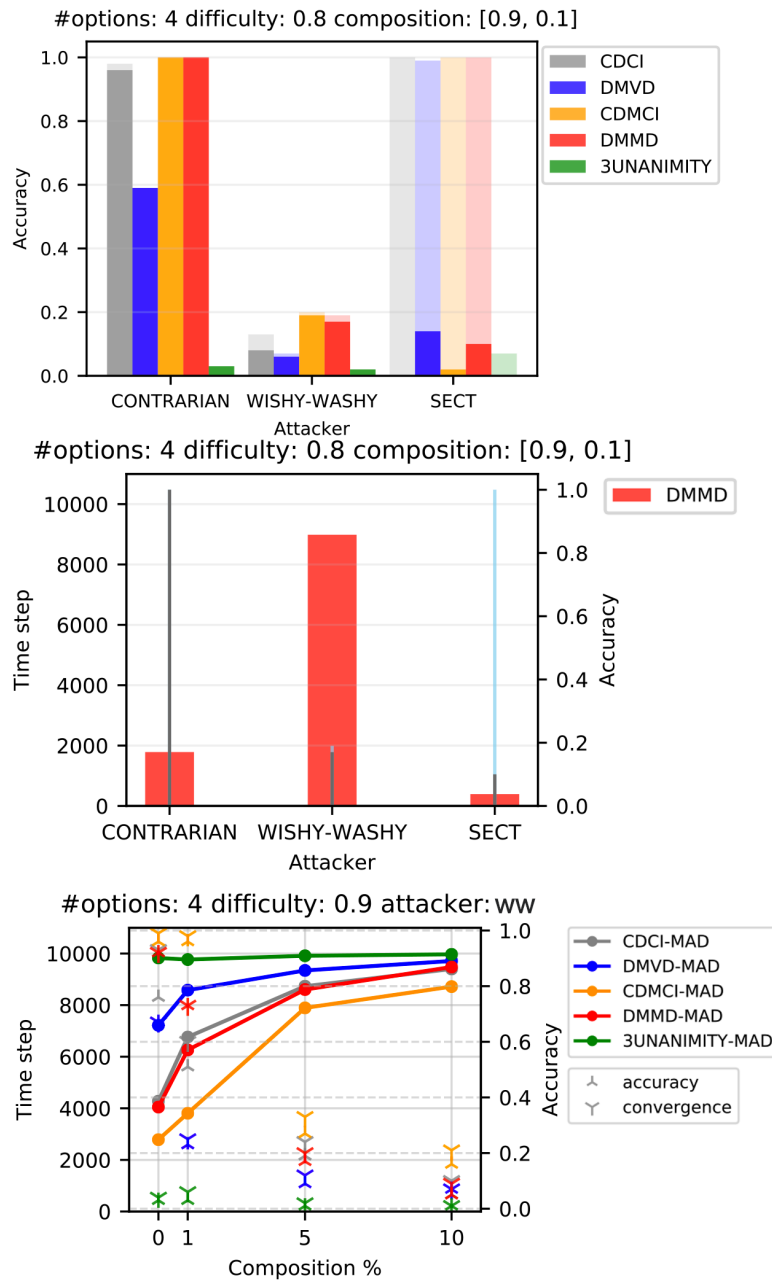 #options: 4 difficulty: 0.8 composition: [0.9, 0.1]
1.0
0.8
0.6
0.4
0.2
0.0
Accuracy
CONTRARIAN WISHY-WASHY SECT
Attacker
CDCI
DMVD
CDMCI
DMMD
3UNANIMITY
#options: 4 difficulty: 0.8 composition: [0.9, 0.1]
10000
8000
6000
4000
2000
0
Time step
1.0
0.8
0.6
0.4
0.2
0.0
Accuracy
CONTRARIAN WISHY-WASHY SECT
Attacker
DMMD
#options: 4 difficulty: 0.9 attacker: ww
10000
8000
6000
4000
2000
0
Time step
1.0
0.8
0.6
0.4
0.2
0.0
Accuracy
0 1 5 10
Composition %
CDCI-MAD
DMVD-MAD
CDMCI-MAD
DMMD-MAD
3UNANIMITY-MAD
accuracy
convergence